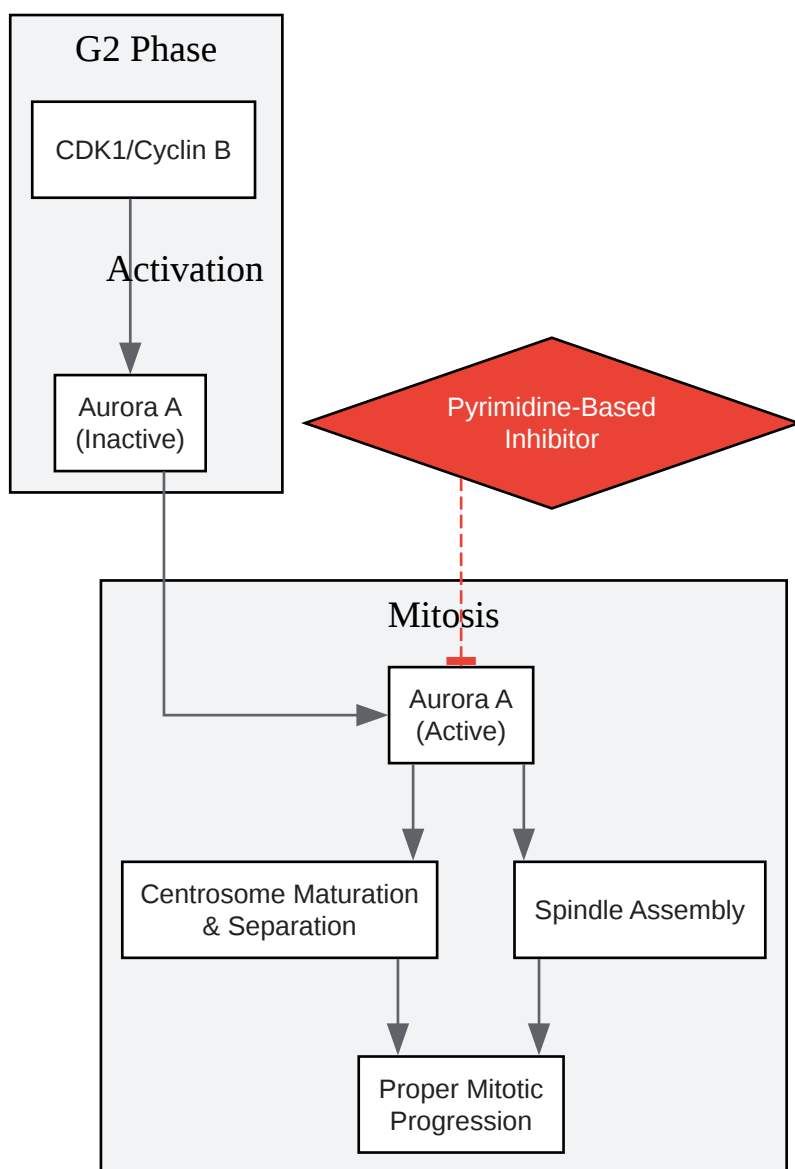 G2 Phase
CDK1/Cyclin B
Activation
Aurora A
(Inactive)
Pyrimidine-Based
Inhibitor
Mitosis
Aurora A
(Active)
Centrosome Maturation
& Separation
Spindle Assembly
Proper Mitotic
Progression